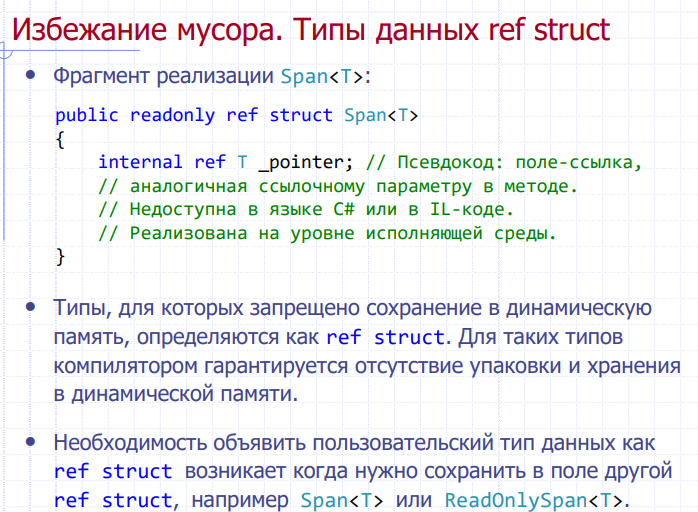 Избежание мусора. Типы данных ref struct
• Фрагмент реализации Span<T>:
public readonly ref struct Span<T>
{
internal ref T _pointer; // Псевдокод: поле-ссылка,
// аналогичная ссылочному параметру в методе.
// Недоступна в языке C# или в IL-коде.
// Реализована на уровне исполняющей среды.
}
• Типы, для которых запрещено сохранение в динамическую
память, определяются как ref struct. Для таких типов
компилятором гарантируется отсутствие упаковки и хранения
в динамической памяти.
• Необходимость объявить пользовательский тип данных как
ref struct возникает когда нужно сохранить в поле другой
ref struct, например Span<T> или ReadOnlySpan<T>.